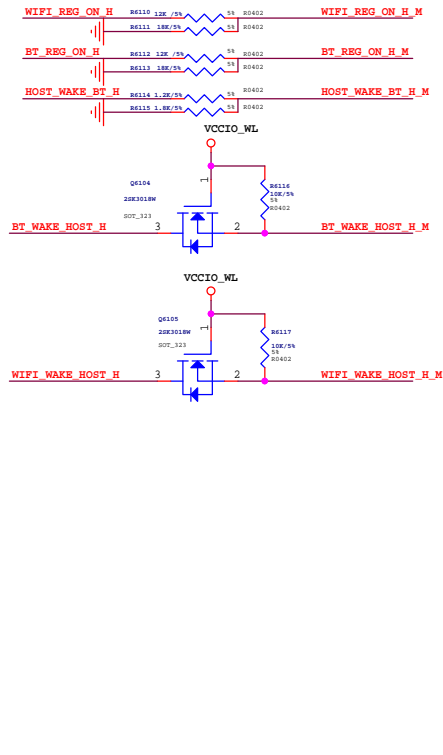 WIFI_REG_ON_H R6110 12K /5% 5% R0402 WIFI_REG_ON_H_M
R6111 18K/5% 5% R0402
BT_REG_ON_H R6112 12K /5% 5% R0402 BT_REG_ON_H_M
R6113 18K/5% 5% R0402
HOST_WAKE_BT_H R6114 1.2K/5% 5% R0402 HOST_WAKE_BT_H_M
R6115 1.8K/5% 5% R0402
VCCIO_WL
Q6104 1 R6116
10K/5%
2SK3018W 5%
R0402
SOT_323
BT_WAKE_HOST_H 3 2 BT_WAKE_HOST_H_M
VCCIO_WL
Q6105 1
2SK3018W R6117
SOT_323 10K/5%
5%
R0402
WIFI_WAKE_HOST_H 3 2 WIFI_WAKE_HOST_H_M